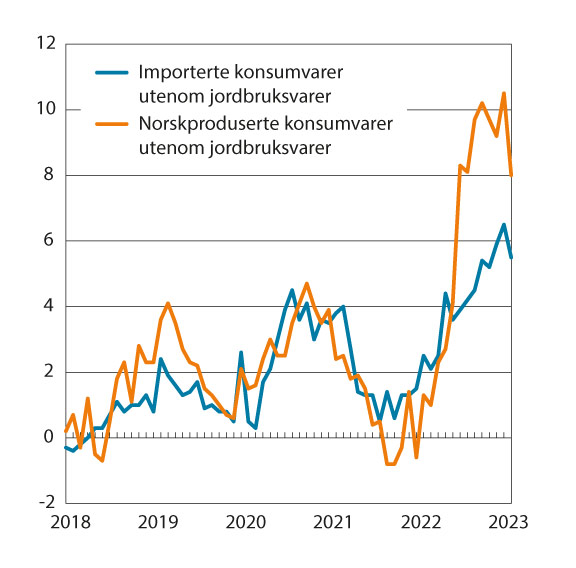 12
Importerte konsumvarer
utenom jordbruksvarer
10
Norskproduserte konsumvarer
utenom jordbruksvarer
8
6
4
2
0
-2
2018 2019 2020 2021 2022 2023